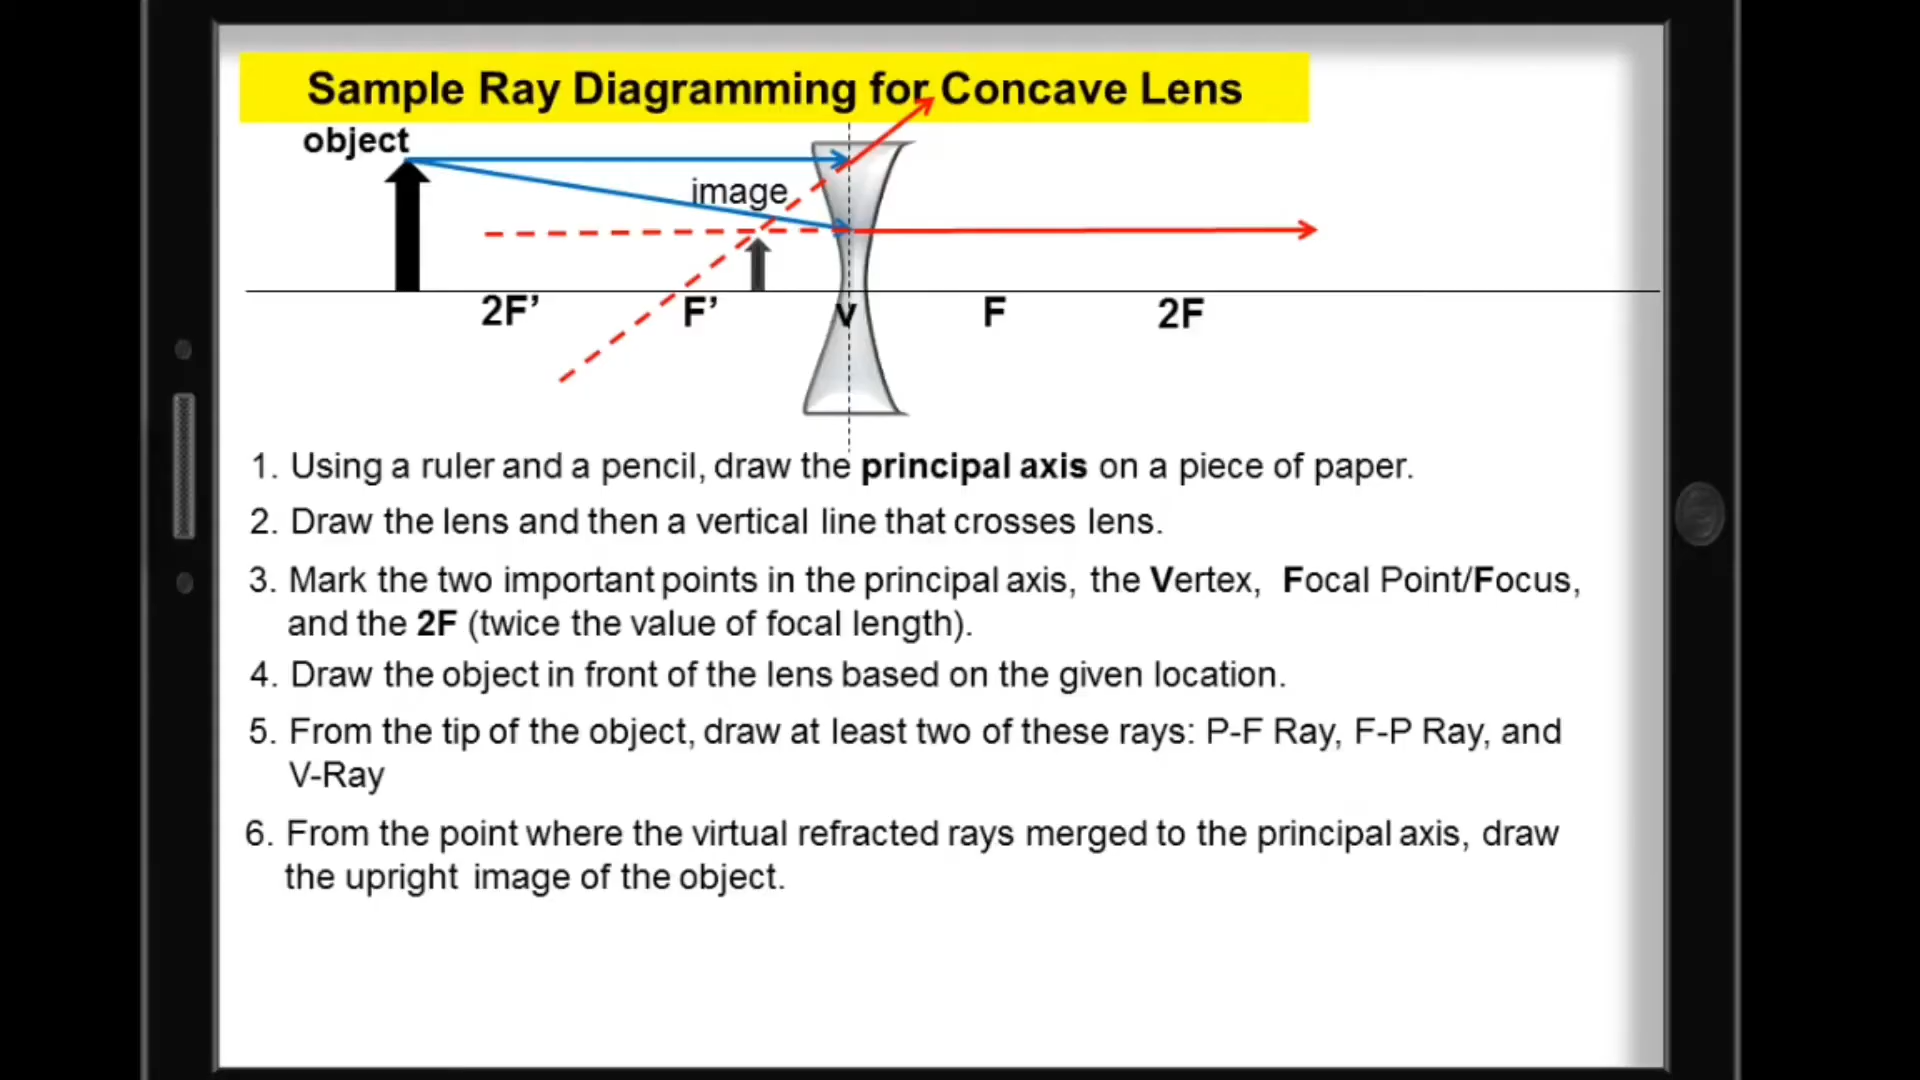 Sample Ray Diagramming for Concave Lens
object
image
2F’ F’ V F 2F
1. Using a ruler and a pencil, draw the principal axis on a piece of paper.
2. Draw the lens and then a vertical line that crosses lens.
3. Mark the two important points in the principal axis, the Vertex, Focal Point/Focus,
and the 2F (twice the value of focal length).
4. Draw the object in front of the lens based on the given location.
5. From the tip of the object, draw at least two of these rays: P-F Ray, F-P Ray, and
V-Ray
6. From the point where the virtual refracted rays merged to the principal axis, draw
the upright image of the object.